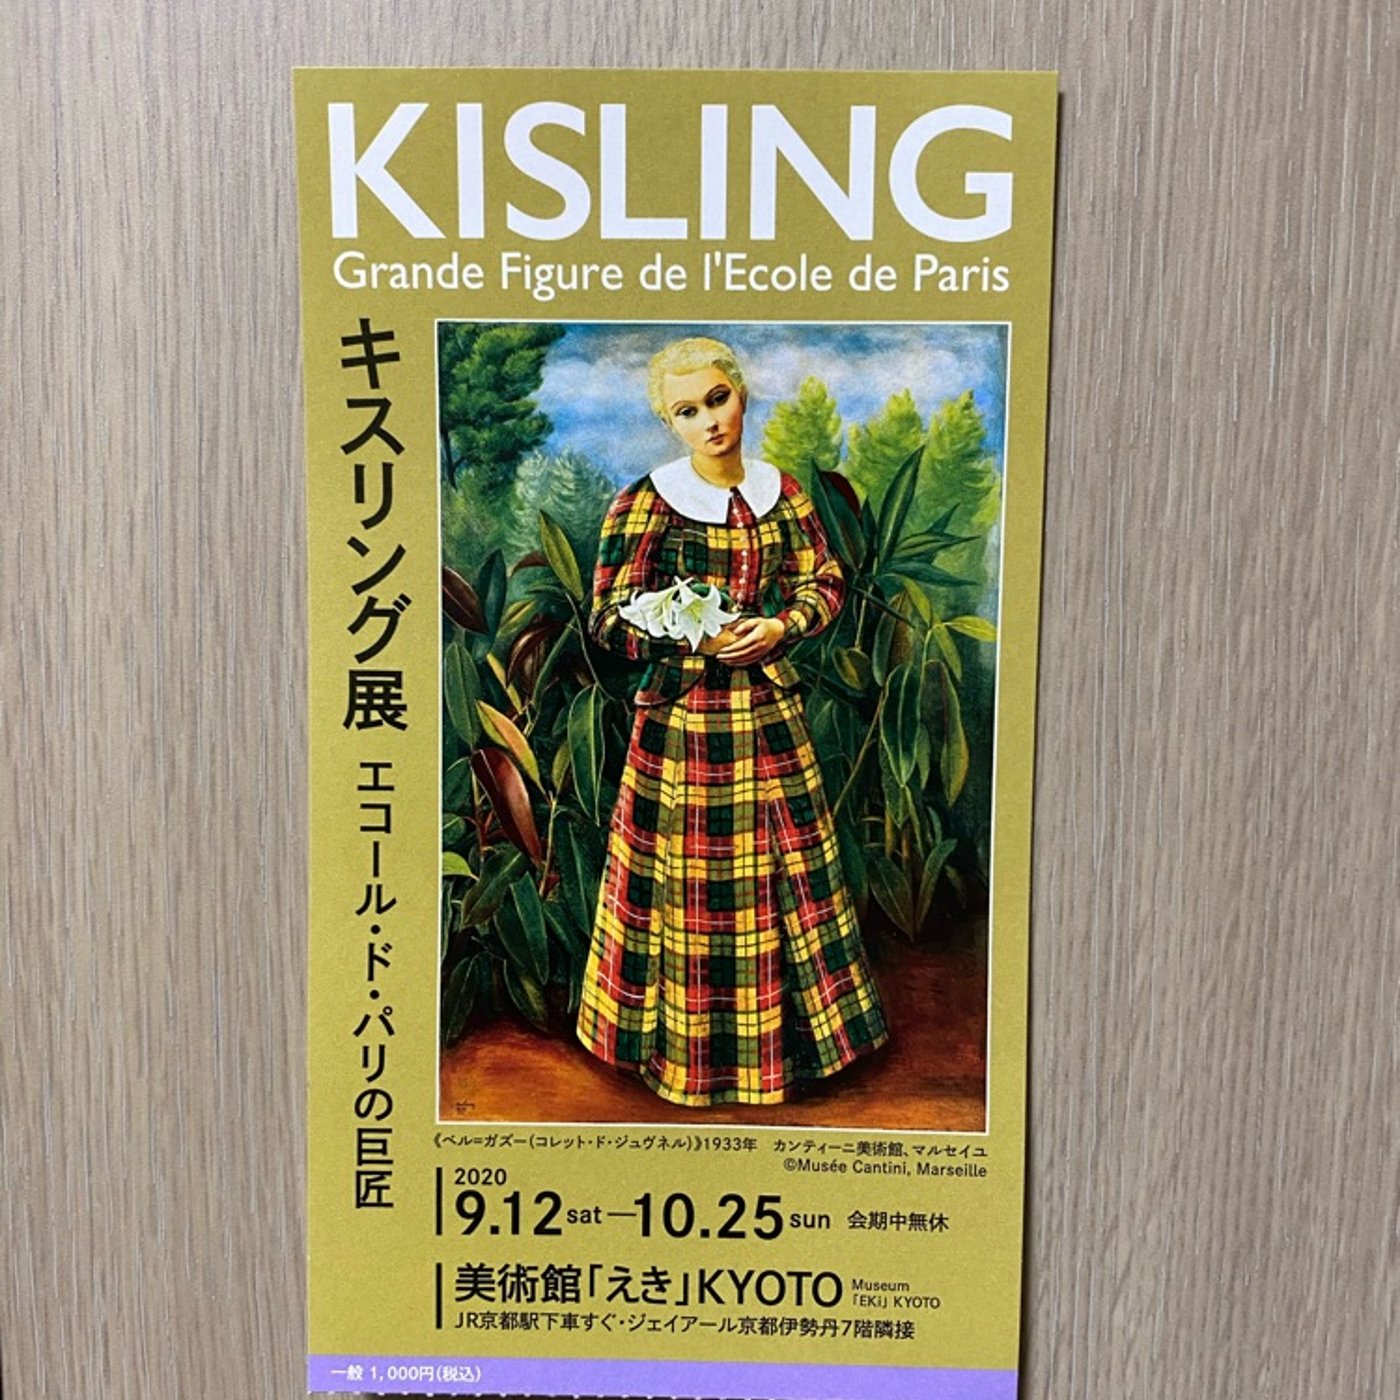 KISLING
Grande Figure de l'Ecole de Paris
キスリング展 エコール・ド・パリの巨匠
《ベル=ガズー(コレット・ド・ジュヴネル)》1933年 カンティーニ美術館、マルセイユ
©Musée Cantini, Marseille
2020
9.12sat—10.25sun 会期中無休
美術館「えき」KYOTO
Museum
「EKi」KYOTO
JR京都駅下車すぐ・ジェイアール京都伊勢丹7階隣接
一般 1,000円(税込)